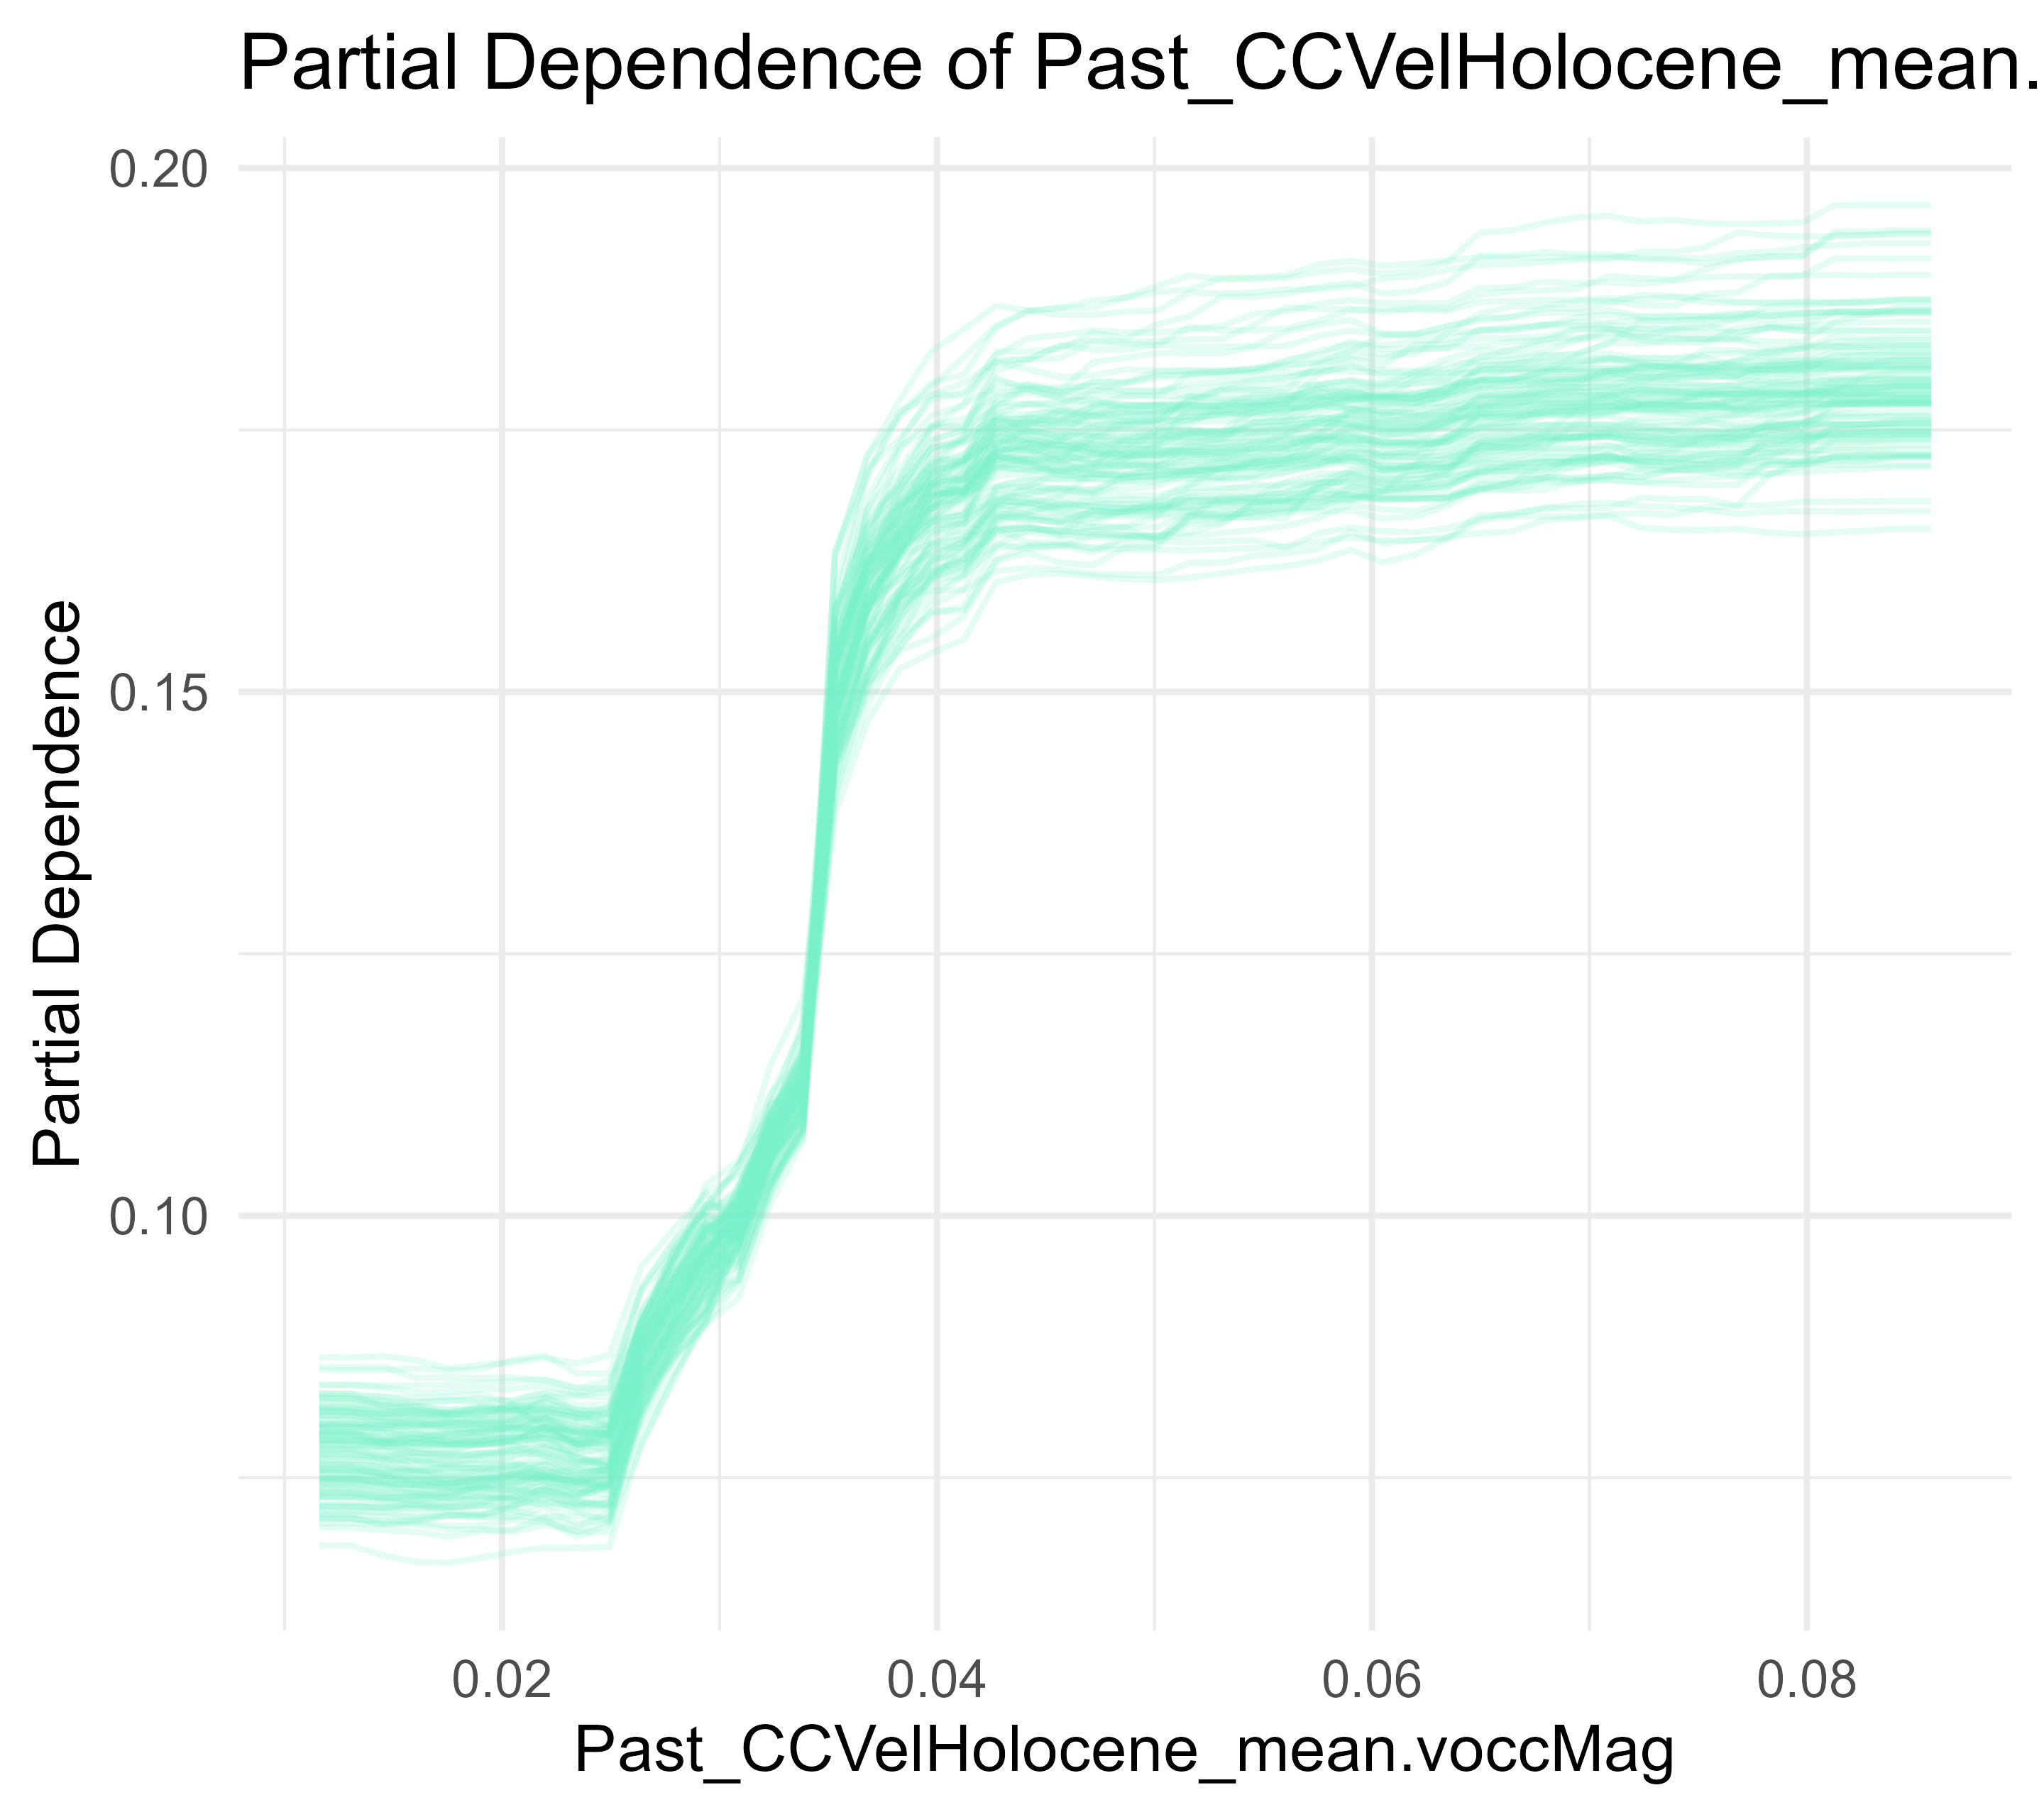 Partial Dependence of Past_CCVelHolocene_mean.
0.20
0.15
0.10
Partial Dependence
0.02 0.04 0.06 0.08
Past_CCVelHolocene_mean.voccMag